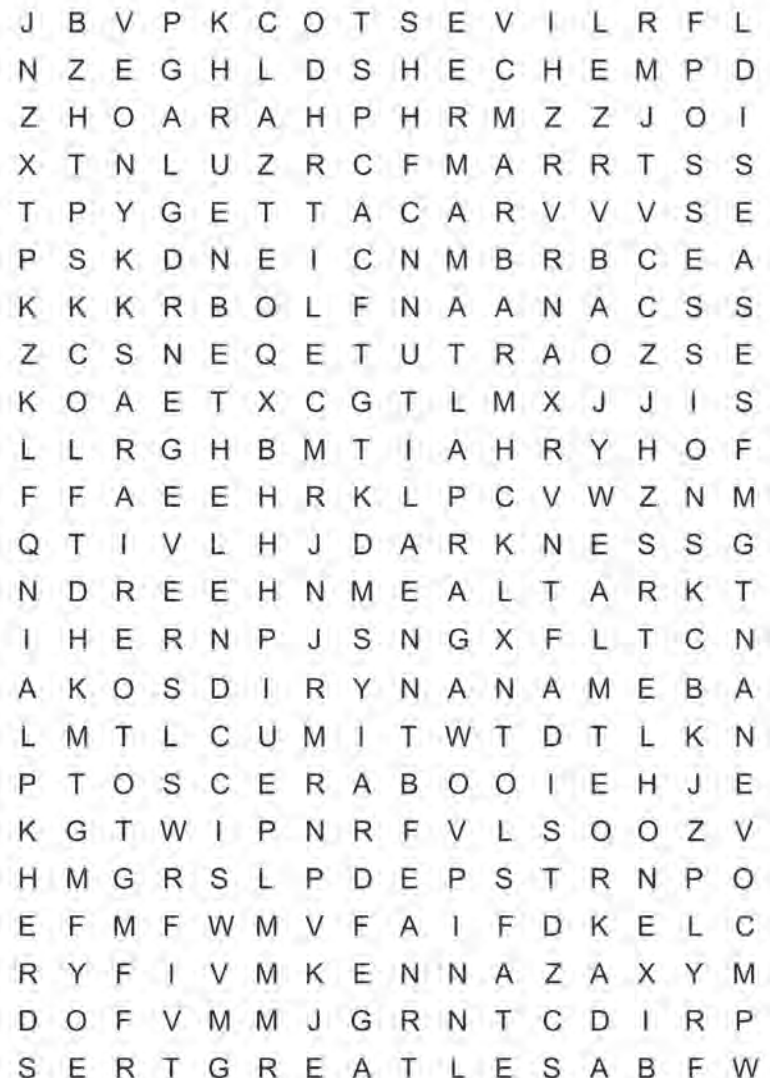 J B V P K C O T S E V I L R F L
N Z E G H L D S H E C H E M P D
Z H O A R A H P H R M Z Z J O I
X T N L U Z R C F M A R R T S S
T P Y G E T T A C A R V V V S E
P S K D N E I C N M B R B C E A
K K K R B O L F N A A N A C S S
Z C S N E Q E T U T R A O Z S E
K O A E T X C G T L M X J J I S
L L R G H B M T I A H R Y H O F
F F A E E H R K L P C V W Z N M
Q T I V L H J D A R K N E S S G
N D R E E H N M E A L T A R K T
I H E R N P J S N G X F L T C N
A K O S D I R Y N A N A M E B A
L M T L C U M I T W T D T L K N
P T O S C E R A B O O I E H J E
K G T W I P N R F V L S O O Z V
H M G R S L P D E P S T R N P O
E F M F W M V F A I F D K E L C
R Y F I V M K E N N A Z A X Y M
D O F V M M J G R N T C D I R P
S E R T G R E A T L E S A B F W